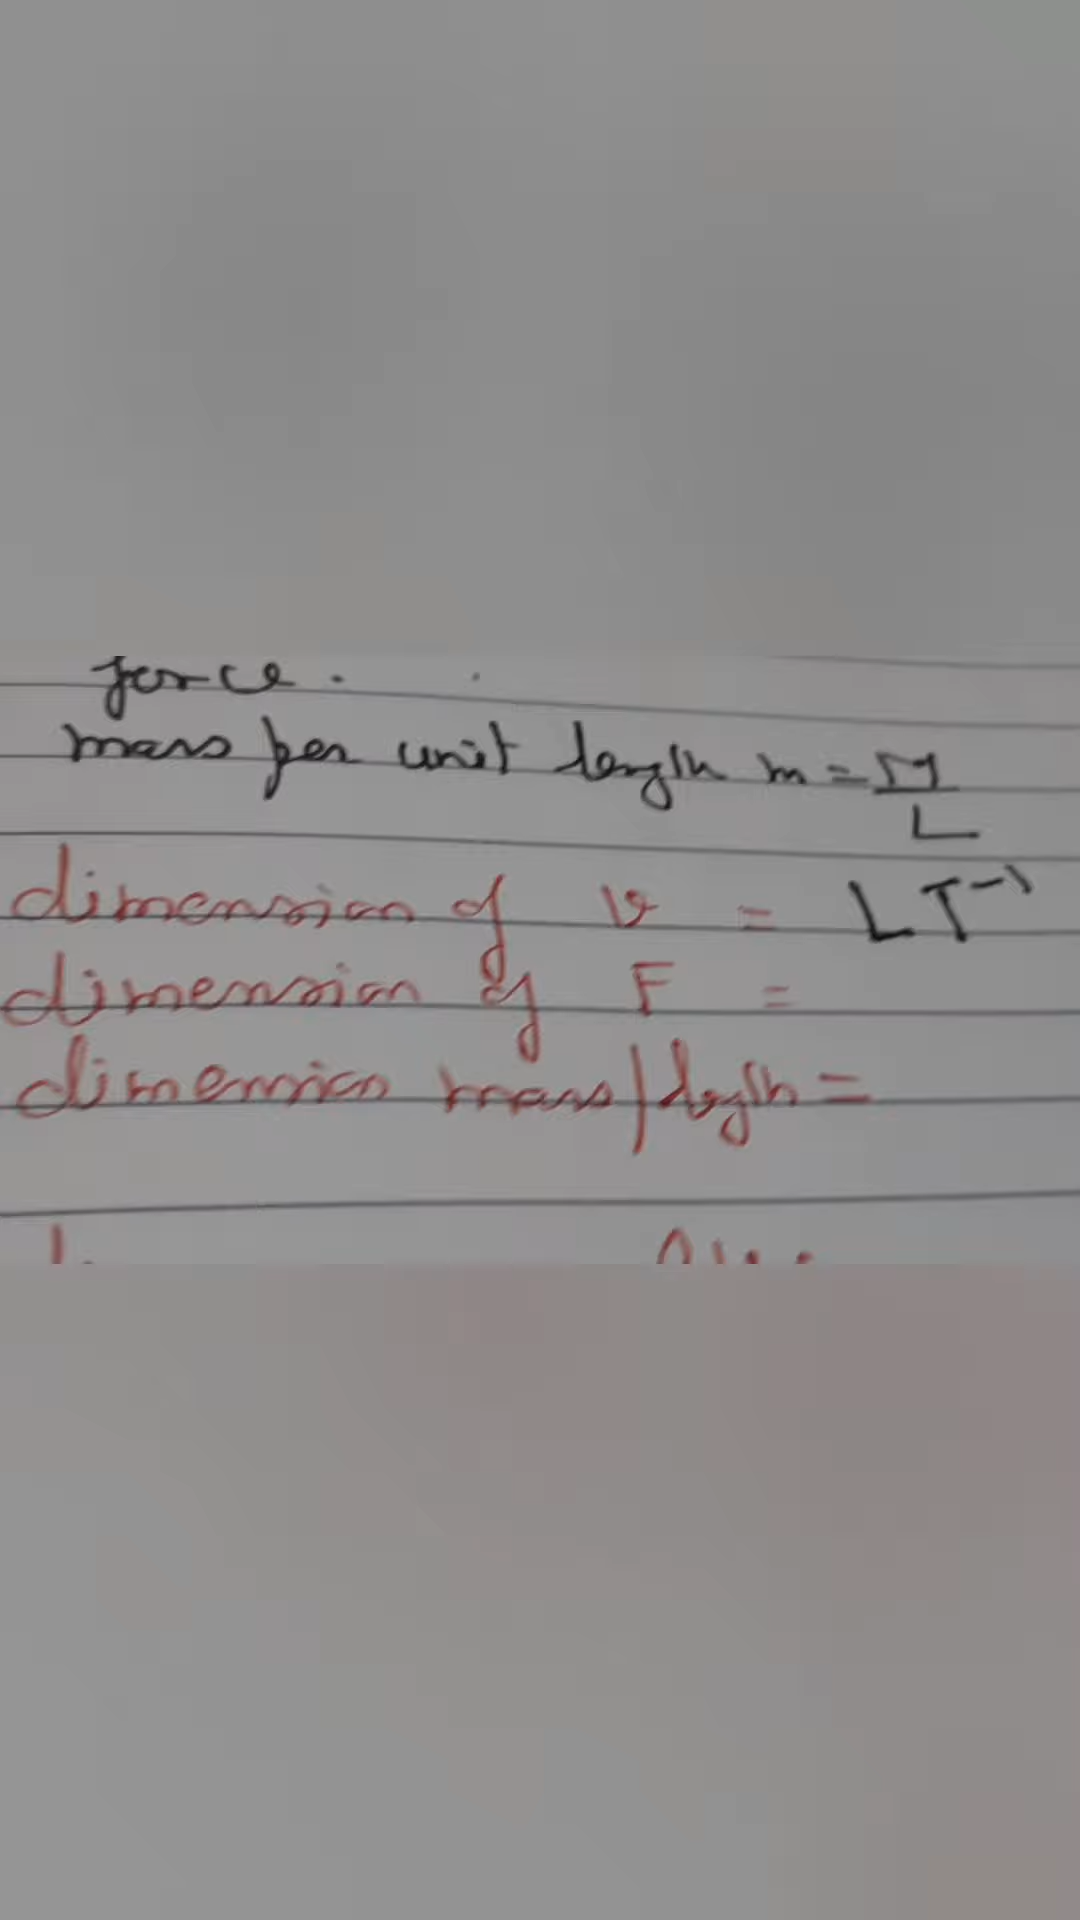 force.
mass per unit length m = M/L
dimension of v = LT⁻¹
dimension of F =
dimension mass/length =